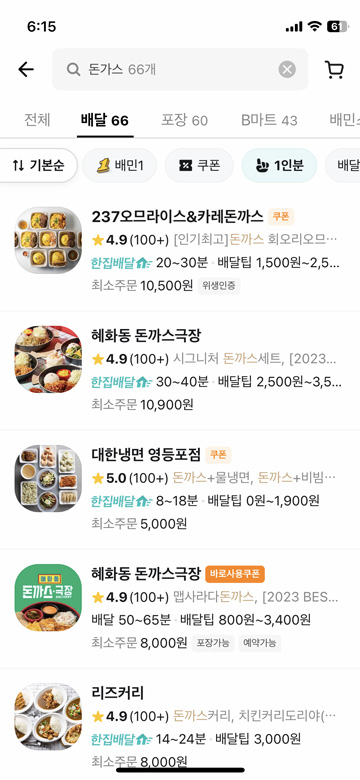 6:15
61
돈가스 66개
전체 배달 66 포장 60 B마트 43 배민스
기본순 배민1 쿠폰 1인분 배달
237오므라이스&카레돈까스 쿠폰
4.9(100+) [인기최고]돈까스 회오리오므…
한집배달 20~30분 · 배달팁 1,500원~2,5...
최소주문 10,500원 위생인증
혜화동 돈까스극장
4.9(100+) 시그니처 돈까스세트, [2023...
한집배달 30~40분 · 배달팁 2,500원~3,5...
최소주문 10,900원
대한냉면 영등포점 쿠폰
5.0(100+) 돈까스+물냉면, 돈까스+비빔…
한집배달 8~18분 · 배달팁 0원~1,900원
최소주문 5,000원
돈까스·극장
혜화동 돈까스극장 바로사용쿠폰
4.9(100+) 맵사라다돈까스, [2023 BES...
배달 50~65분 · 배달팁 800원~3,400원
최소주문 8,000원 포장가능 예약가능
리즈커리
4.9(100+) 돈까스커리, 치킨커리도리야(…
한집배달 14~24분 · 배달팁 3,000원
최소주문 8,000원